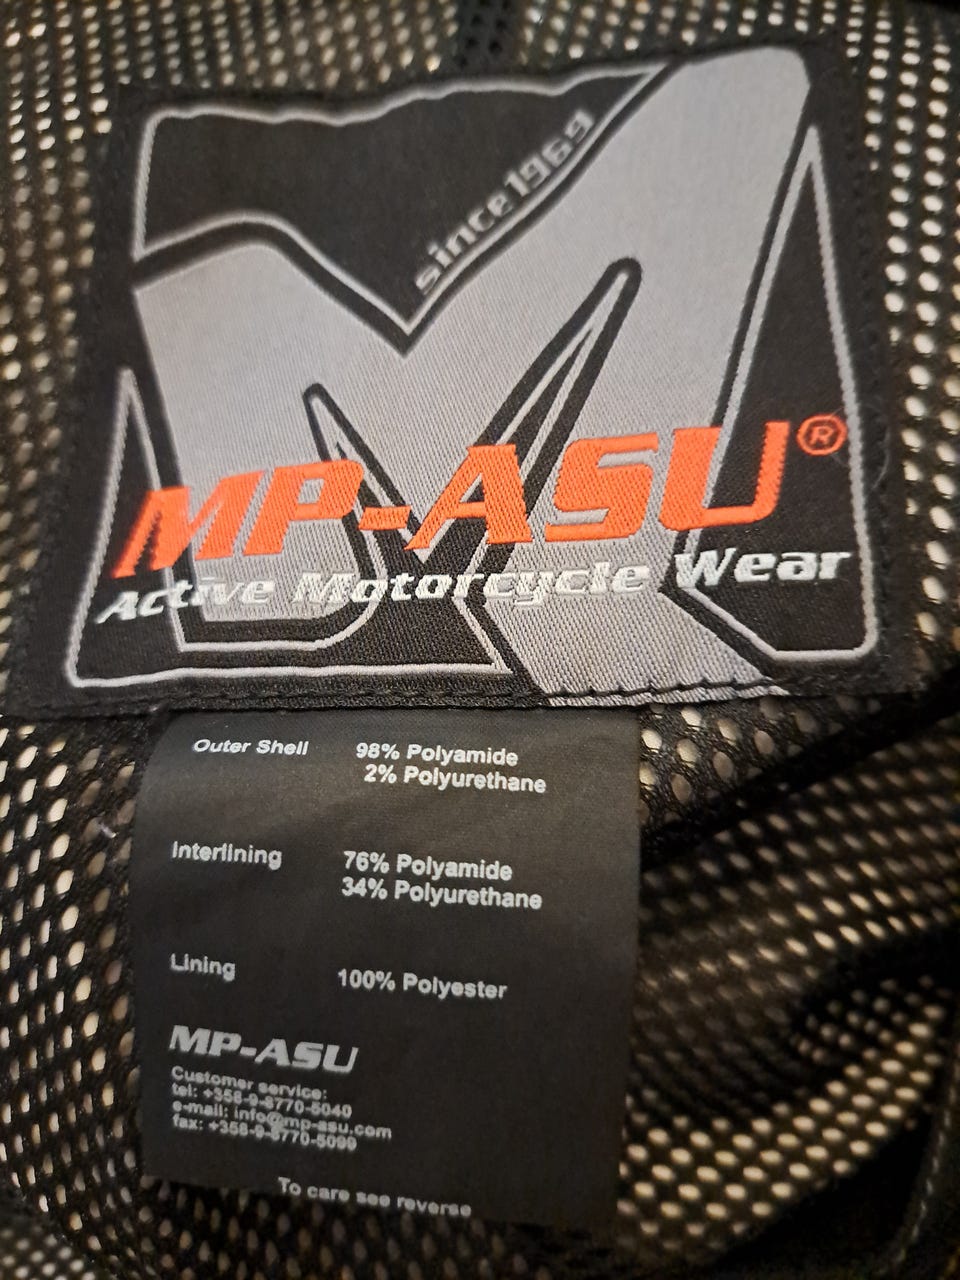 since 1969
MP-ASU®
Active Motorcycle Wear
Outer Shell 98% Polyamide
2% Polyurethane
Interlining 76% Polyamide
34% Polyurethane
Lining 100% Polyester
MP-ASU
Customer service:
tel: +358-9-8770-5040
e-mail: info@mp-asu.com
fax: +358-9-8770-5099
To care see reverse